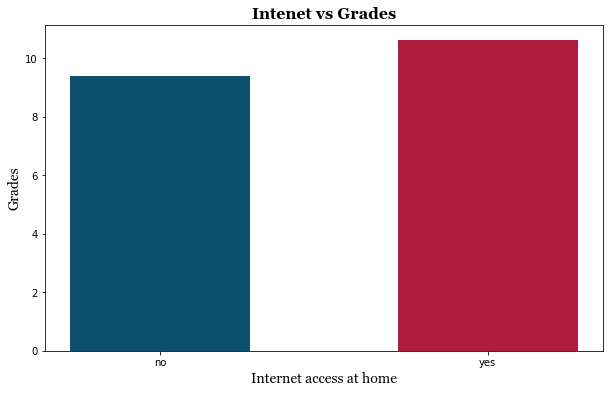 Intenet vs Grades
Grades
10
8
6
4
2
0
no
yes
Internet access at home